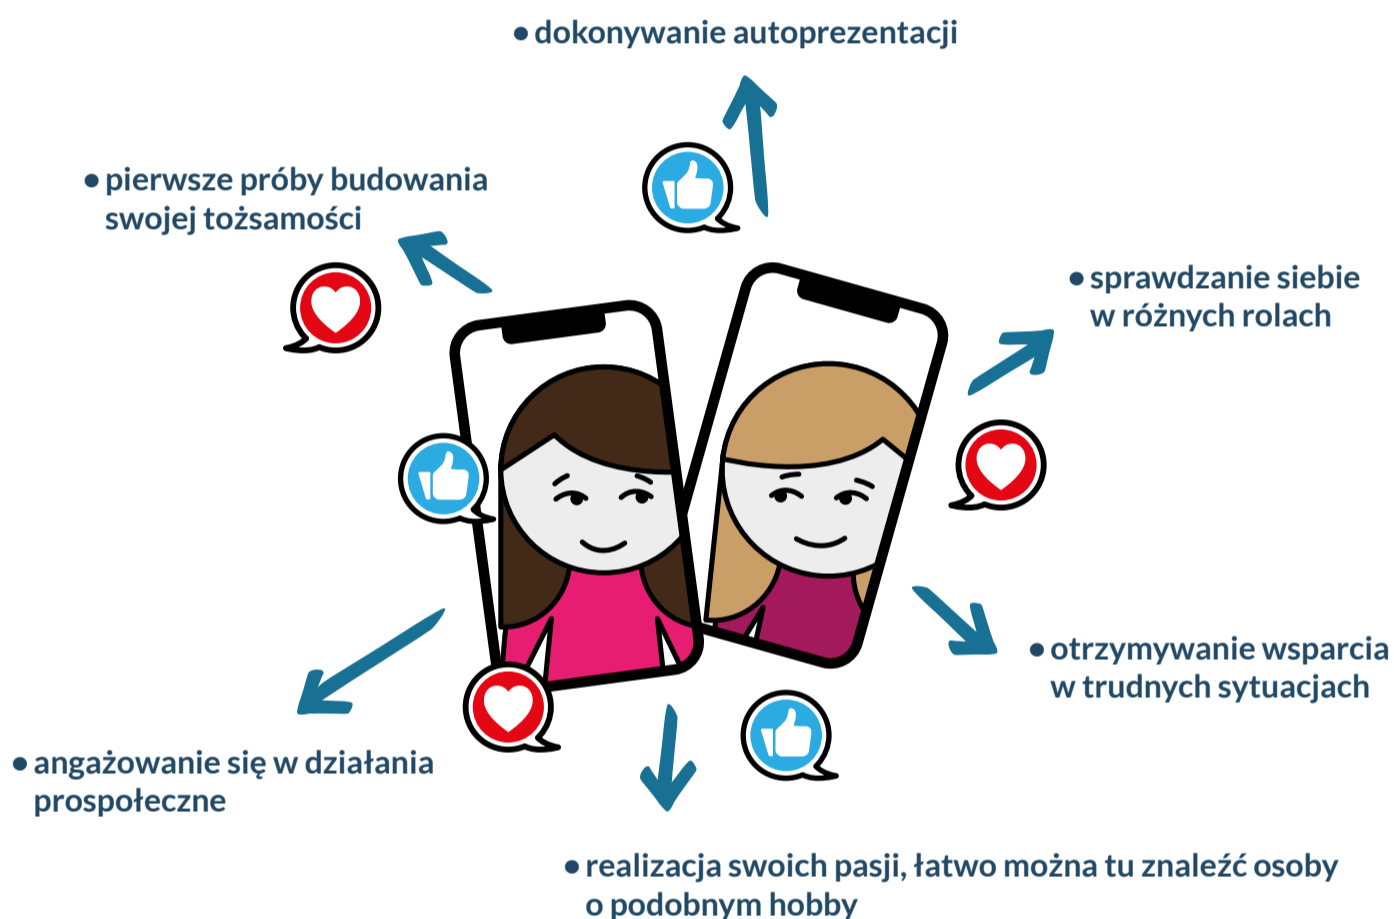 • dokonywanie autoprezentacji
• pierwsze próby budowania
swojej tożsamości
• sprawdzanie siebie
w różnych rolach
• otrzymywanie wsparcia
w trudnych sytuacjach
• angażowanie się w działania
prospołeczne
• realizacja swoich pasji, łatwo można tu znaleźć osoby
o podobnym hobby